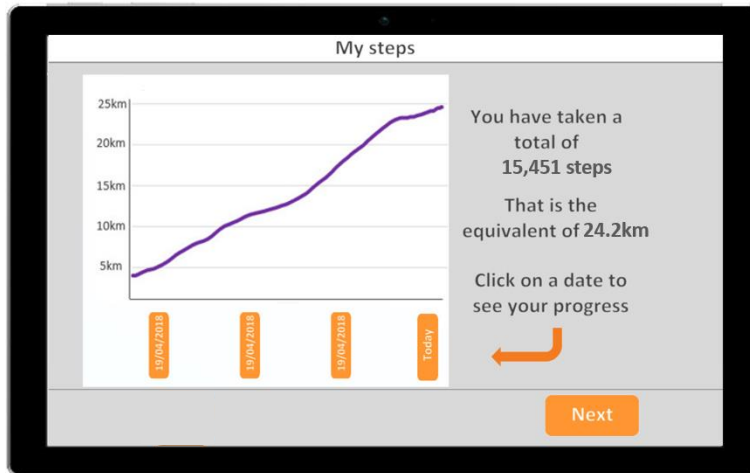 My steps
25km
20km
15km
10km
5km
19/04/2018
19/04/2018
19/04/2018
Today
You have taken a
total of
15,451 steps
That is the
equivalent of 24.2km
Click on a date to
see your progress
Next